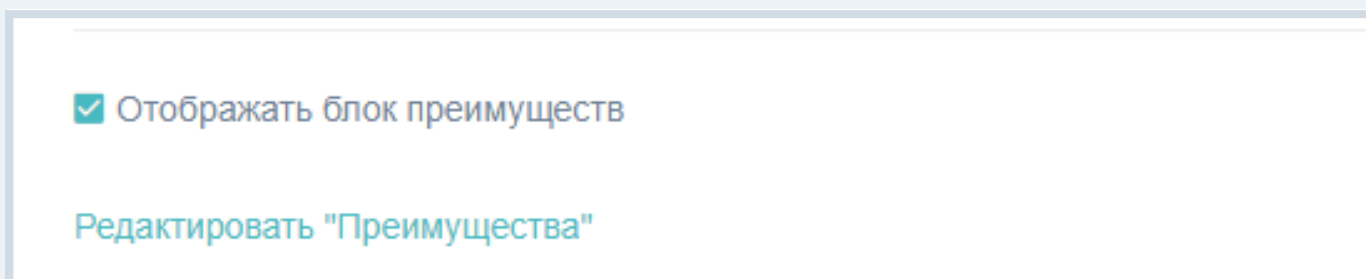 Отображать блок преимуществ
Редактировать "Преимущества"